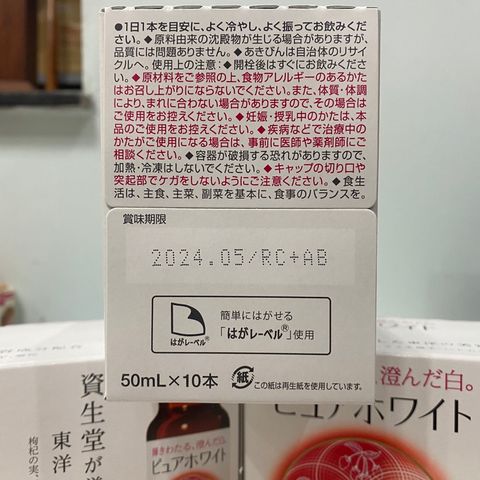 ●1日1本を目安に、よく冷やし、よく振ってお飲みくだ
さい。◆原料由来の沈殿物が生じる場合がありますが、
品質には問題ありません。◆あきびんは自治体のリサイ
クルへ。使用上の注意：◆開栓後はすぐにお飲みくださ
い。◆原材料をご参照の上、食物アレルギーのあるかた
はお召し上がりにならないでください。また、体質・体調
により、まれに合わない場合がありますので、その場合は
ご使用をお控えください。◆妊娠・授乳中のかたは、本
品のご使用をお控えください。◆疾病などで治療中の
かたがご使用になる場合は、事前に医師や薬剤師にご
相談ください。◆容器が破損する恐れがありますので、
加熱・冷凍はしないでください。◆キャップの切り口や
突起部でケガをしないようにご注意ください。◆食生
活は、主食、主菜、副菜を基本に、食事のバランスを。
賞味期限
2024.05/RC+AB
はがレーベル®
簡単にはがせる
「はがレーベル®」使用
50mL×10本
紙
この紙は再生紙を使用しています。
資生堂が
東洋
枸杞の実、
輝きわたる、澄んだ白。
ピュアホワイト
、澄んだ白。
ピュアホワイト